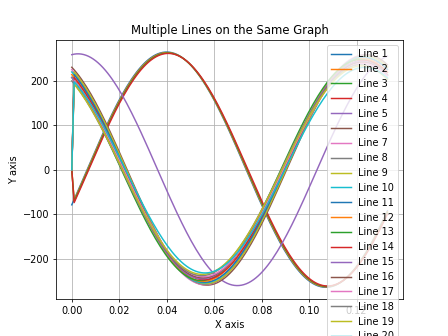 Multiple Lines on the Same Graph
Y axis
200
100
0
−100
−200
0.00
0.02
0.04
0.06
0.08
0.10
X axis
Line 1
Line 2
Line 3
Line 4
Line 5
Line 6
Line 7
Line 8
Line 9
Line 10
Line 11
Line 12
Line 13
Line 14
Line 15
Line 16
Line 17
Line 18
Line 19
Line 20